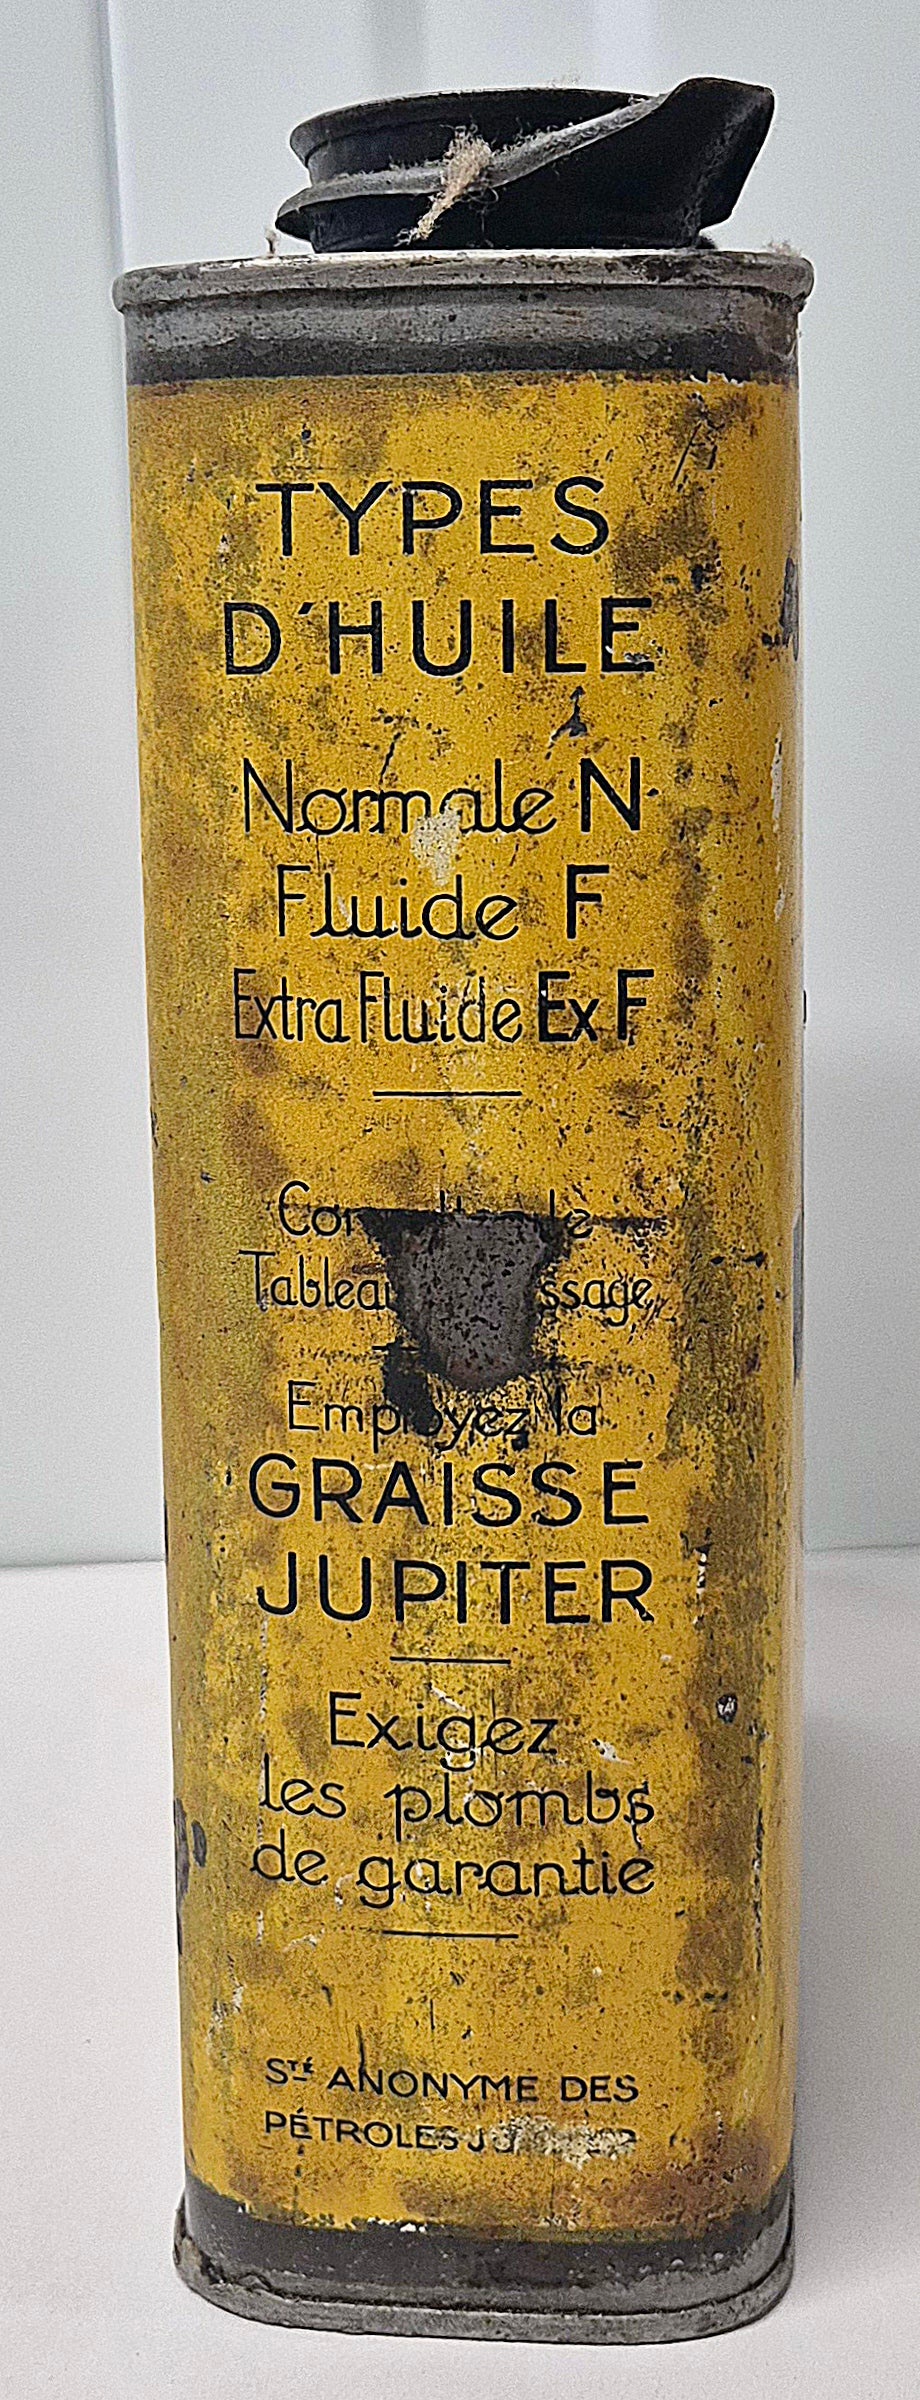 TYPES
D'HUILE
Normale N
Fluide F
Extra Fluide Ex F
le
Employez la
GRAISSE
JUPITER
Exigez
les plombs
de garantie
Sté ANONYME DES
PÉTROLES